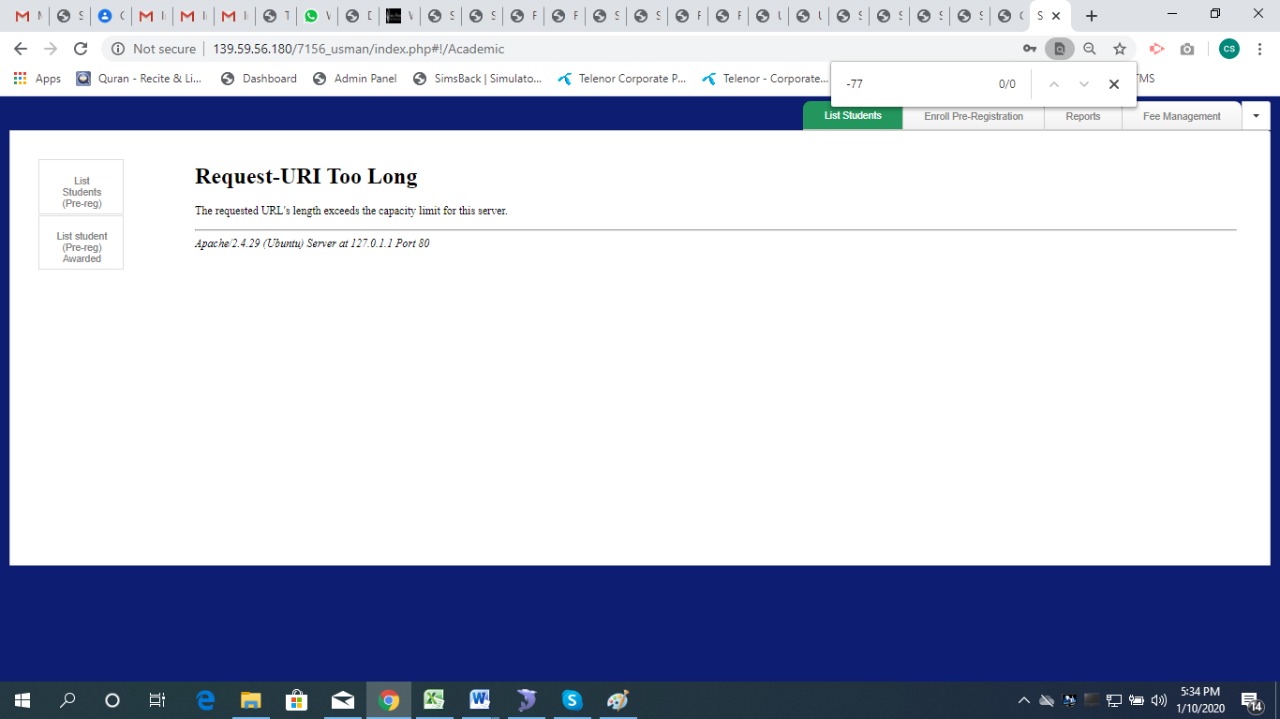 Not secure
139.59.56.180/7156_usman/index.php#!/Academic
CS
Apps
Quran - Recite & Li...
Dashboard
Admin Panel
SimsBack | Simulato...
Telenor Corporate P...
Telenor - Corporate...
TMS
-77
0/0
List Students
Enroll Pre-Registration
Reports
Fee Management
List
Students
(Pre-reg)
List student
(Pre-reg)
Awarded
Request-URI Too Long
The requested URL's length exceeds the capacity limit for this server.
Apache/2.4.29 (Ubuntu) Server at 127.0.1.1 Port 80
5:34 PM
1/10/2020
14